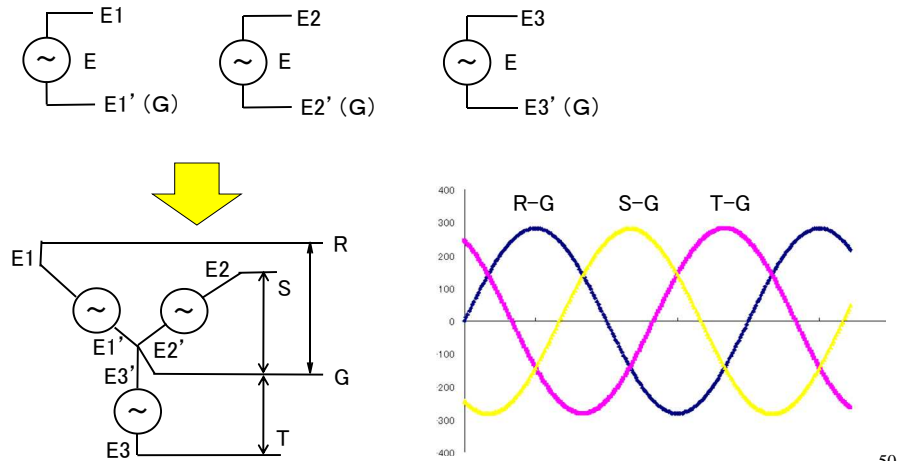 E1
E2
E3
~ E
~ E
~ E
E1’(G)
E2’(G)
E3’(G)
R
E1
E2
S
~
~
E1’
E2’
E3’
G
~
T
E3
R-G
S-G
T-G
400
300
200
100
0
100
200
300
400
50